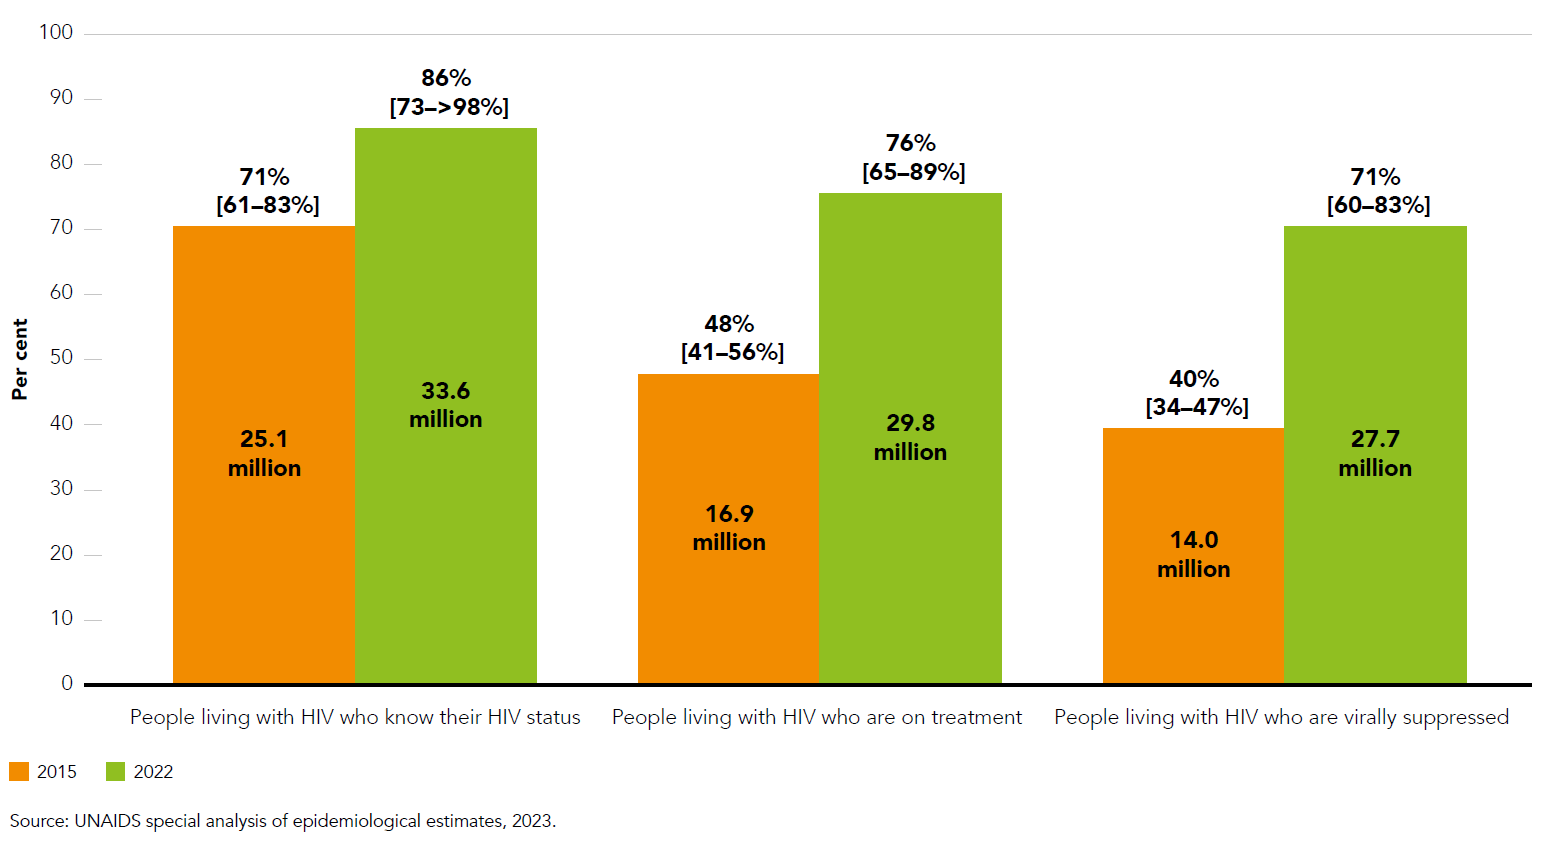 100
90
80
70
60
50
40
30
20
10
0
Per cent
71%
[61–83%]
25.1
million
86%
[73–>98%]
33.6
million
48%
[41–56%]
16.9
million
76%
[65–89%]
29.8
million
40%
[34–47%]
14.0
million
71%
[60–83%]
27.7
million
People living with HIV who know their HIV status
People living with HIV who are on treatment
People living with HIV who are virally suppressed
2015
2022
Source: UNAIDS special analysis of epidemiological estimates, 2023.